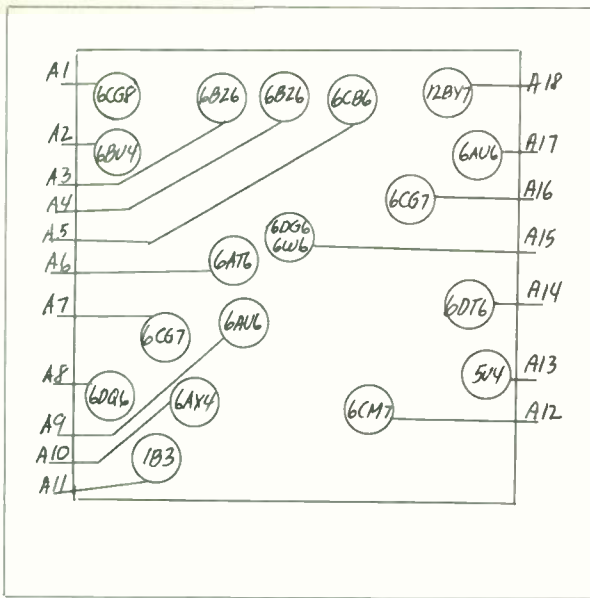 A1
6CG8
6BZ6
6BZ6
6CB6
12BY7
A18
A2
6BU4
6AU6
A17
A3
A4
6CG7
A16
A5
6DG6
6W6
A15
A6
6AT6
A7
6CG7
6AU6
6DT6
A14
A8
6DQ6
6AX4
5U4
A13
A9
6CM7
A12
A10
1B3
A11